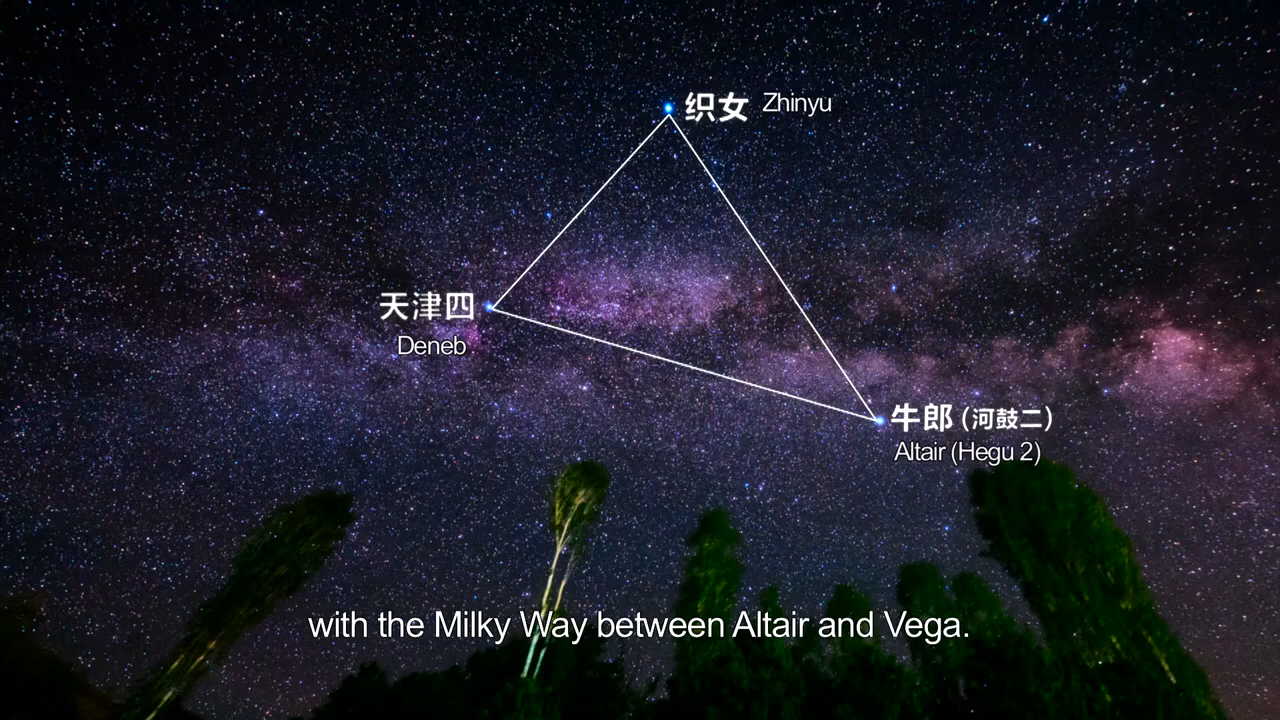 织女 Zhinyu
天津四
Deneb
牛郎 (河鼓二)
Altair (Hegu 2)
with the Milky Way between Altair and Vega.